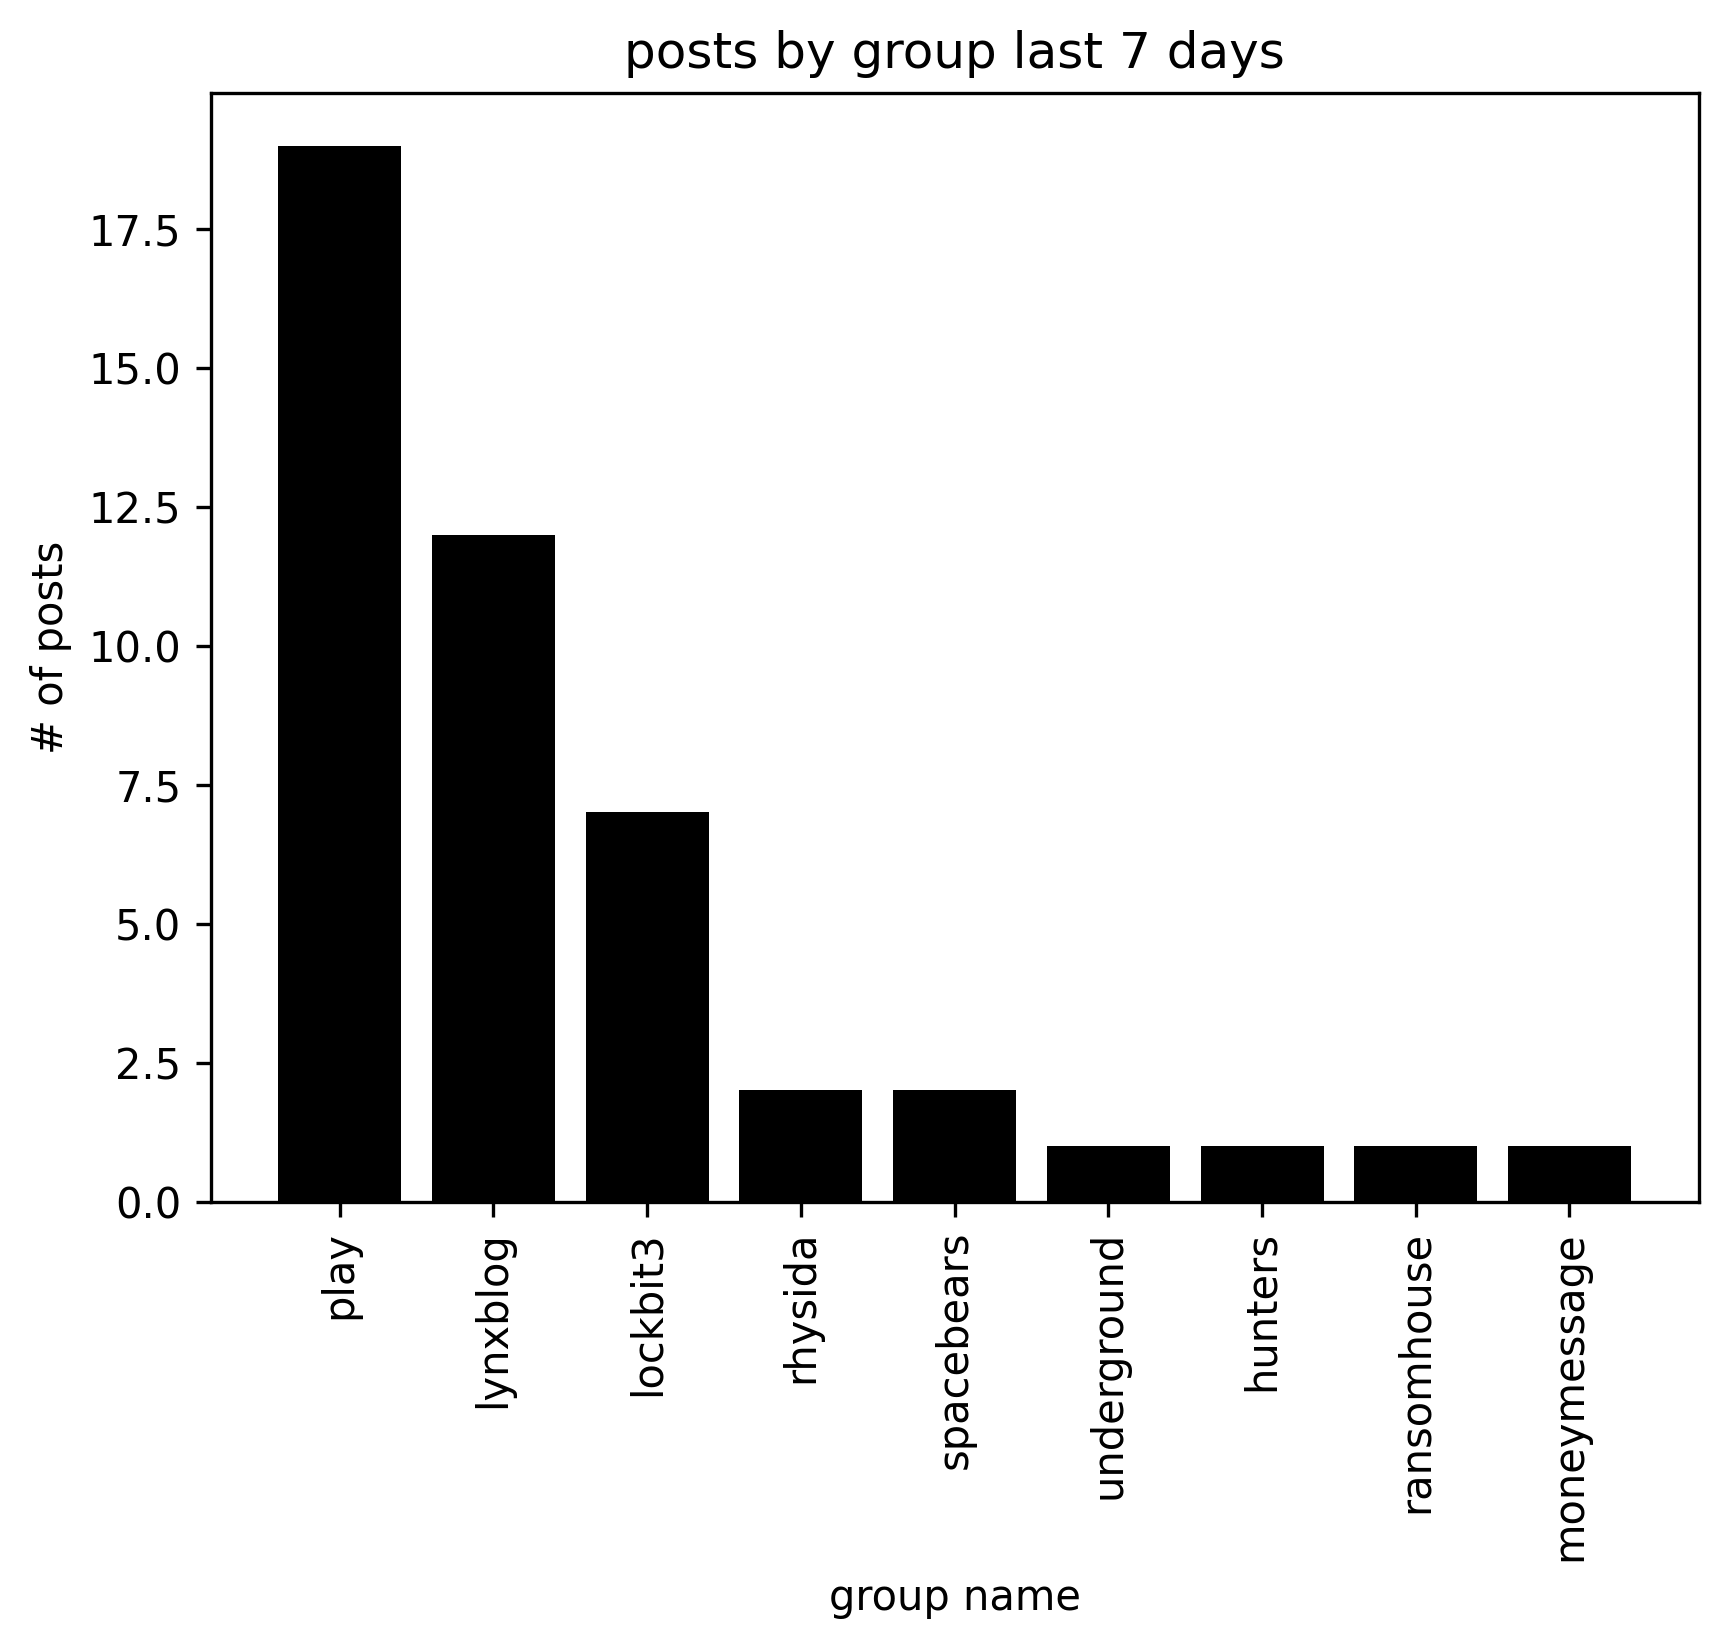 posts by group last 7 days
# of posts
17.5
15.0
12.5
10.0
7.5
5.0
2.5
0.0
play
lynxblog
lockbit3
rhysida
spacebears
underground
hunters
ransomhouse
moneymessage
group name